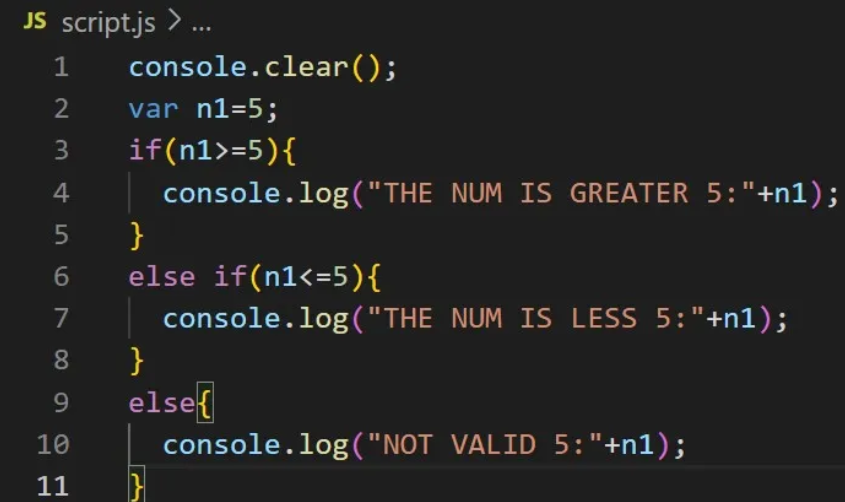 JS script.js > ...
1 console.clear();
2 var n1=5;
3 if(n1>=5){
4 console.log("THE NUM IS GREATER 5:"+n1);
5 }
6 else if(n1<=5){
7 console.log("THE NUM IS LESS 5:"+n1);
8 }
9 else{
10 console.log("NOT VALID 5:"+n1);
11 }